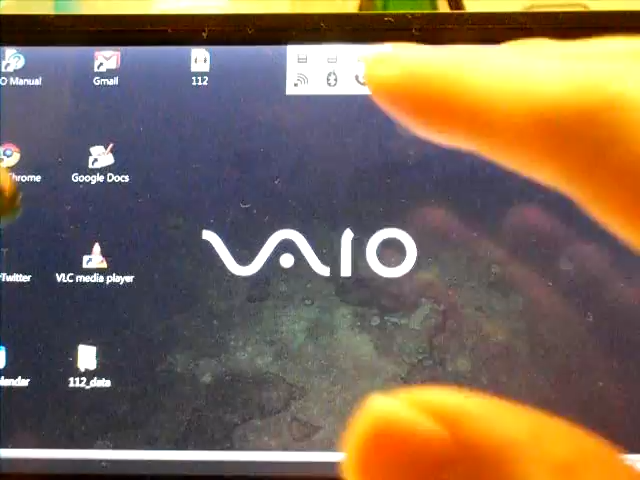 O Manual
Gmail
112
Chrome
Google Docs
VAIO
Twitter
VLC media player
lendar
112_data